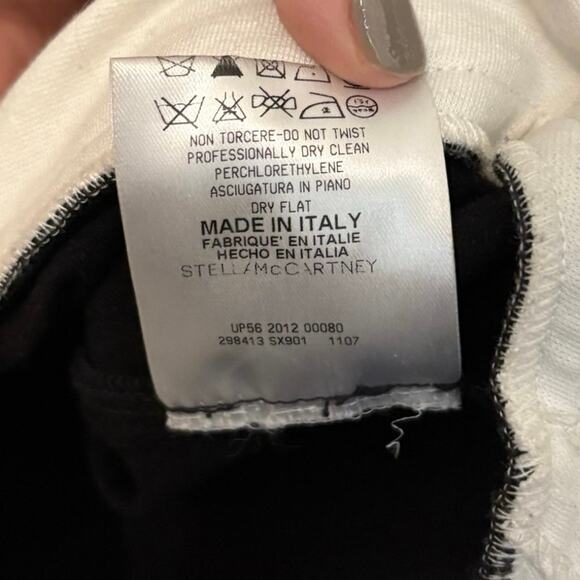 NON TORCERE-DO NOT TWIST
PROFESSIONALLY DRY CLEAN
PERCHLORETHYLENE
ASCIUGATURA IN PIANO
DRY FLAT
MADE IN ITALY
FABRIQUE' EN ITALIE
HECHO EN ITALIA
STELLA McCARTNEY
UP56 2012 00080
298413 SX901 1107